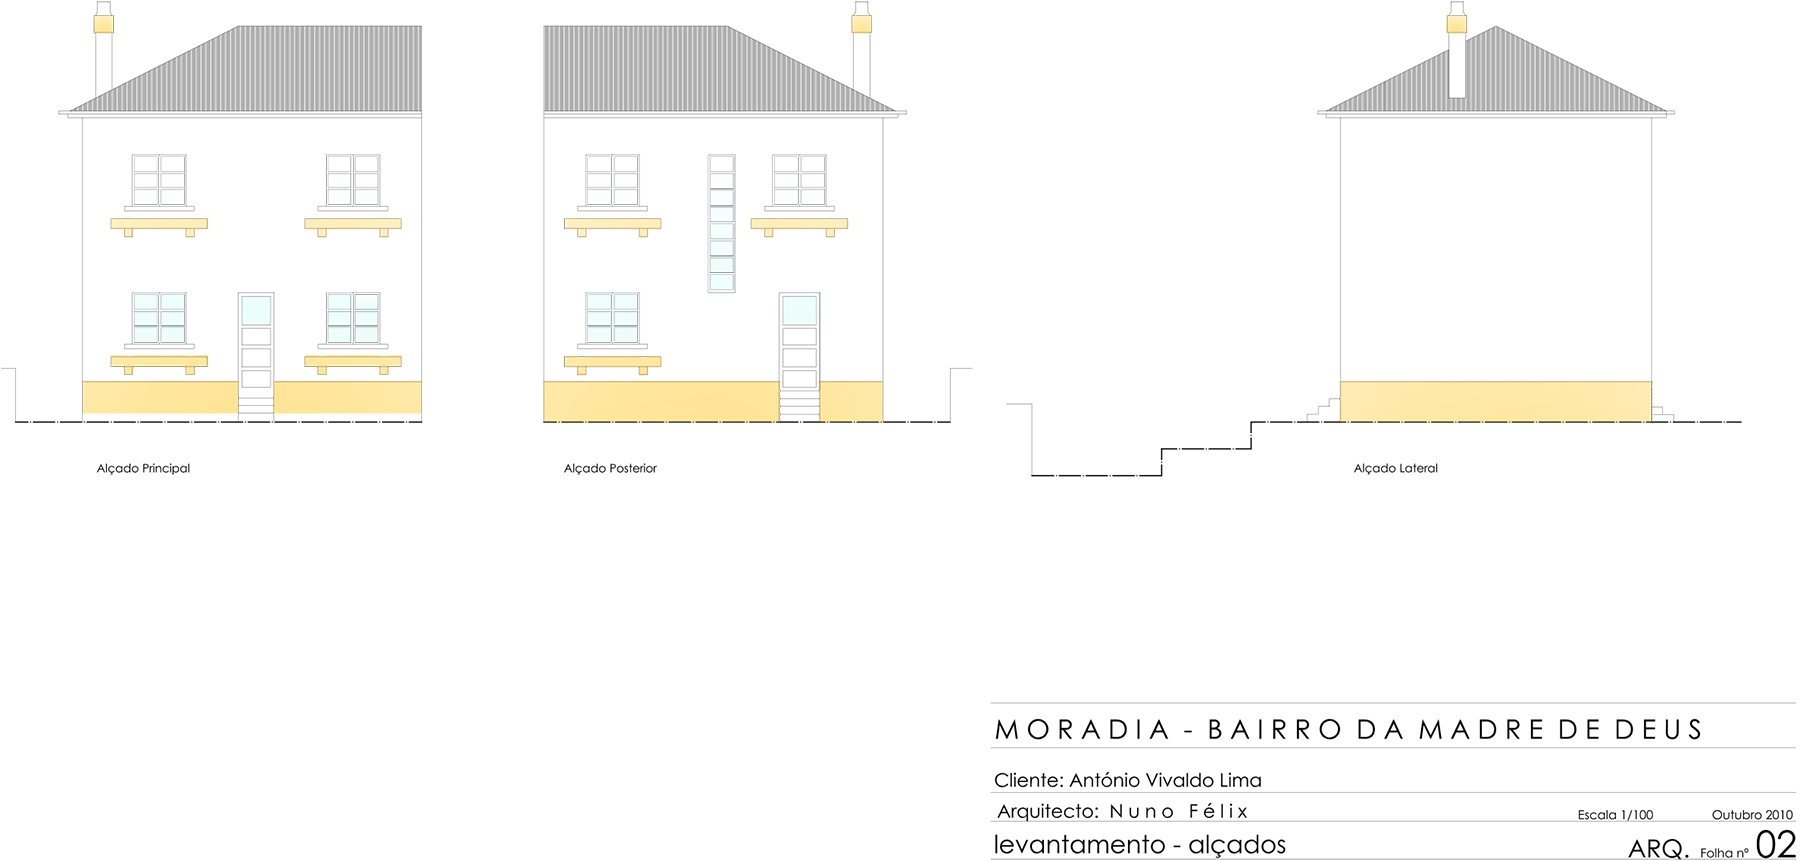 Alçado Principal
Alçado Posterior
Alçado Lateral
MORADIA - BAIRRO DA MADRE DE DEUS
Cliente: António Vivaldo Lima
Arquitecto: Nuno Félix
Escala 1/100
Outubro 2010
levantamento - alçados
ARQ. Folha nº 02